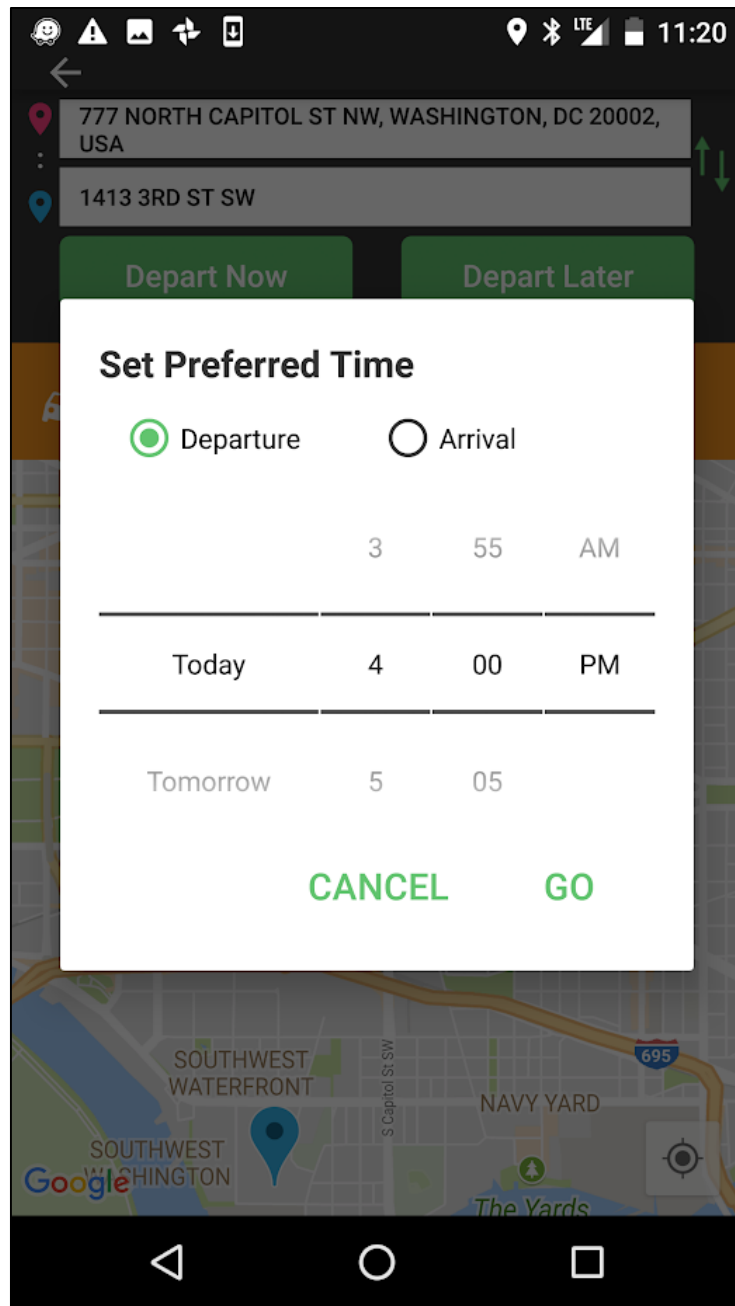 LTE 11:20
777 NORTH CAPITOL ST NW, WASHINGTON, DC 20002,
USA
1413 3RD ST SW
Depart Now Depart Later
Set Preferred Time
Departure Arrival
3 55 AM
Today 4 00 PM
Tomorrow 5 05
CANCEL GO
SOUTHWEST
WATERFRONT
S Capitol St SW
695
NAVY YARD
SOUTHWEST
Google HINGTON
The Yards